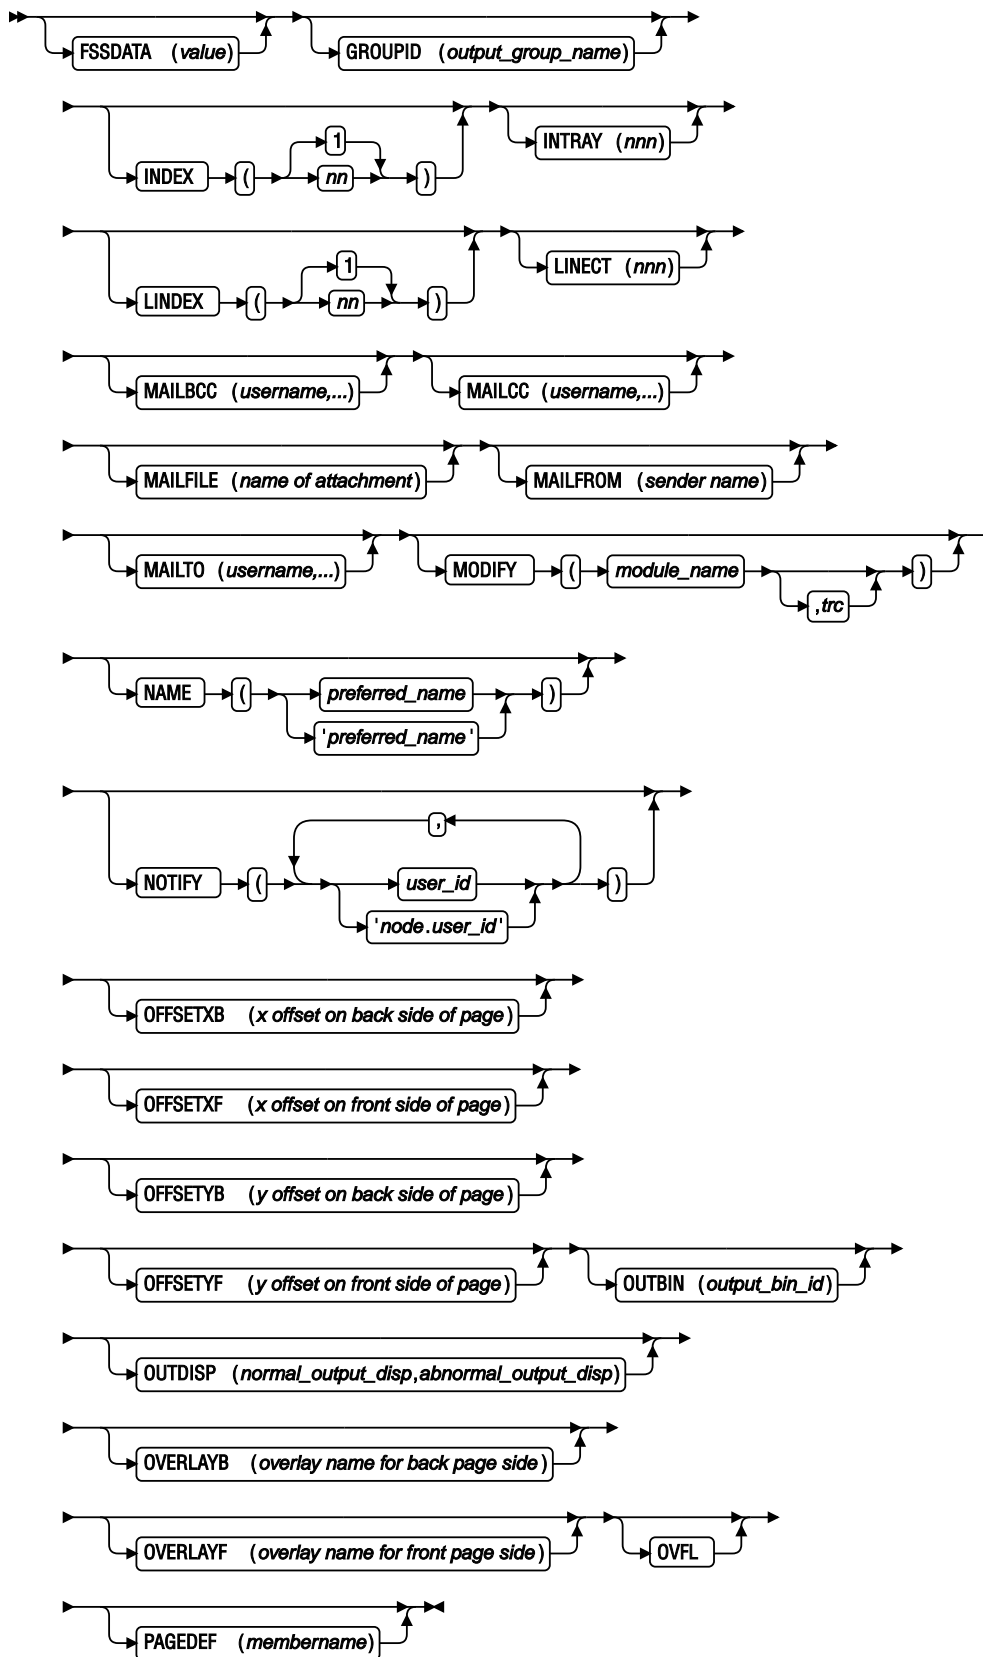 FSSDATA (value) GROUPID (output_group_name)
1
INTRAY (nnn)
INDEX ( nn )
1
LINECT (nnn)
LINDEX ( nn )
MAILBCC (username,...) MAILCC (username,...)
MAILFILE (name of attachment) MAILFROM (sender name)
MAILTO (username,...) MODIFY ( module_name )
,trc
NAME ( preferred_name )
'preferred_name'
,
NOTIFY ( user_id )
'node.user_id'
OFFSETXB (x offset on back side of page)
OFFSETXF (x offset on front side of page)
OFFSETYB (y offset on back side of page)
OFFSETYF (y offset on front side of page) OUTBIN (output_bin_id)
OUTDISP (normal_output_disp,abnormal_output_disp)
OVERLAYB (overlay name for back page side)
OVERLAYF (overlay name for front page side) OVFL
PAGEDEF (membername)